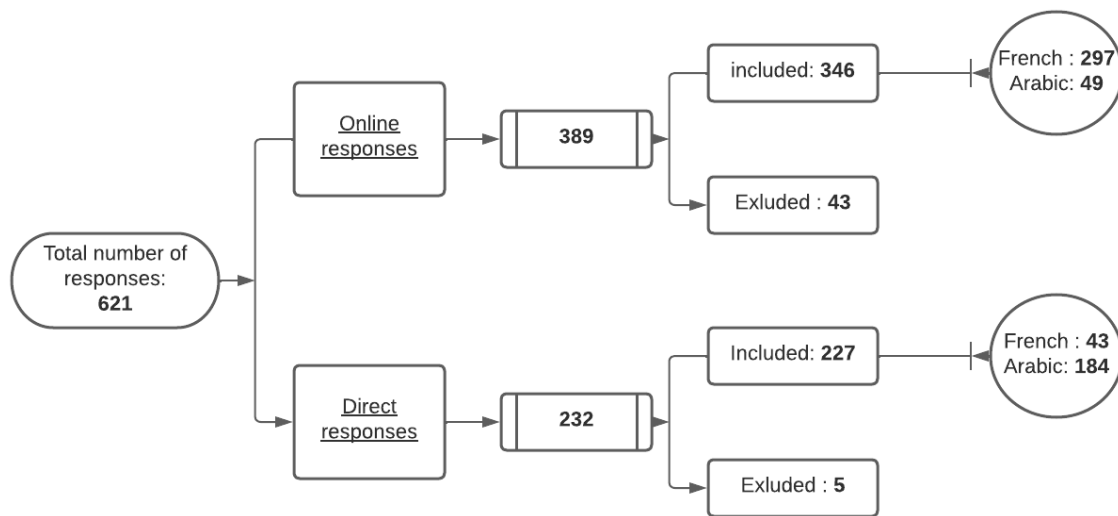 Total number of
responses:
621
Online
responses
389
included: 346
French : 297
Arabic: 49
Exluded : 43
Direct
responses
232
Included: 227
French : 43
Arabic: 184
Exluded : 5